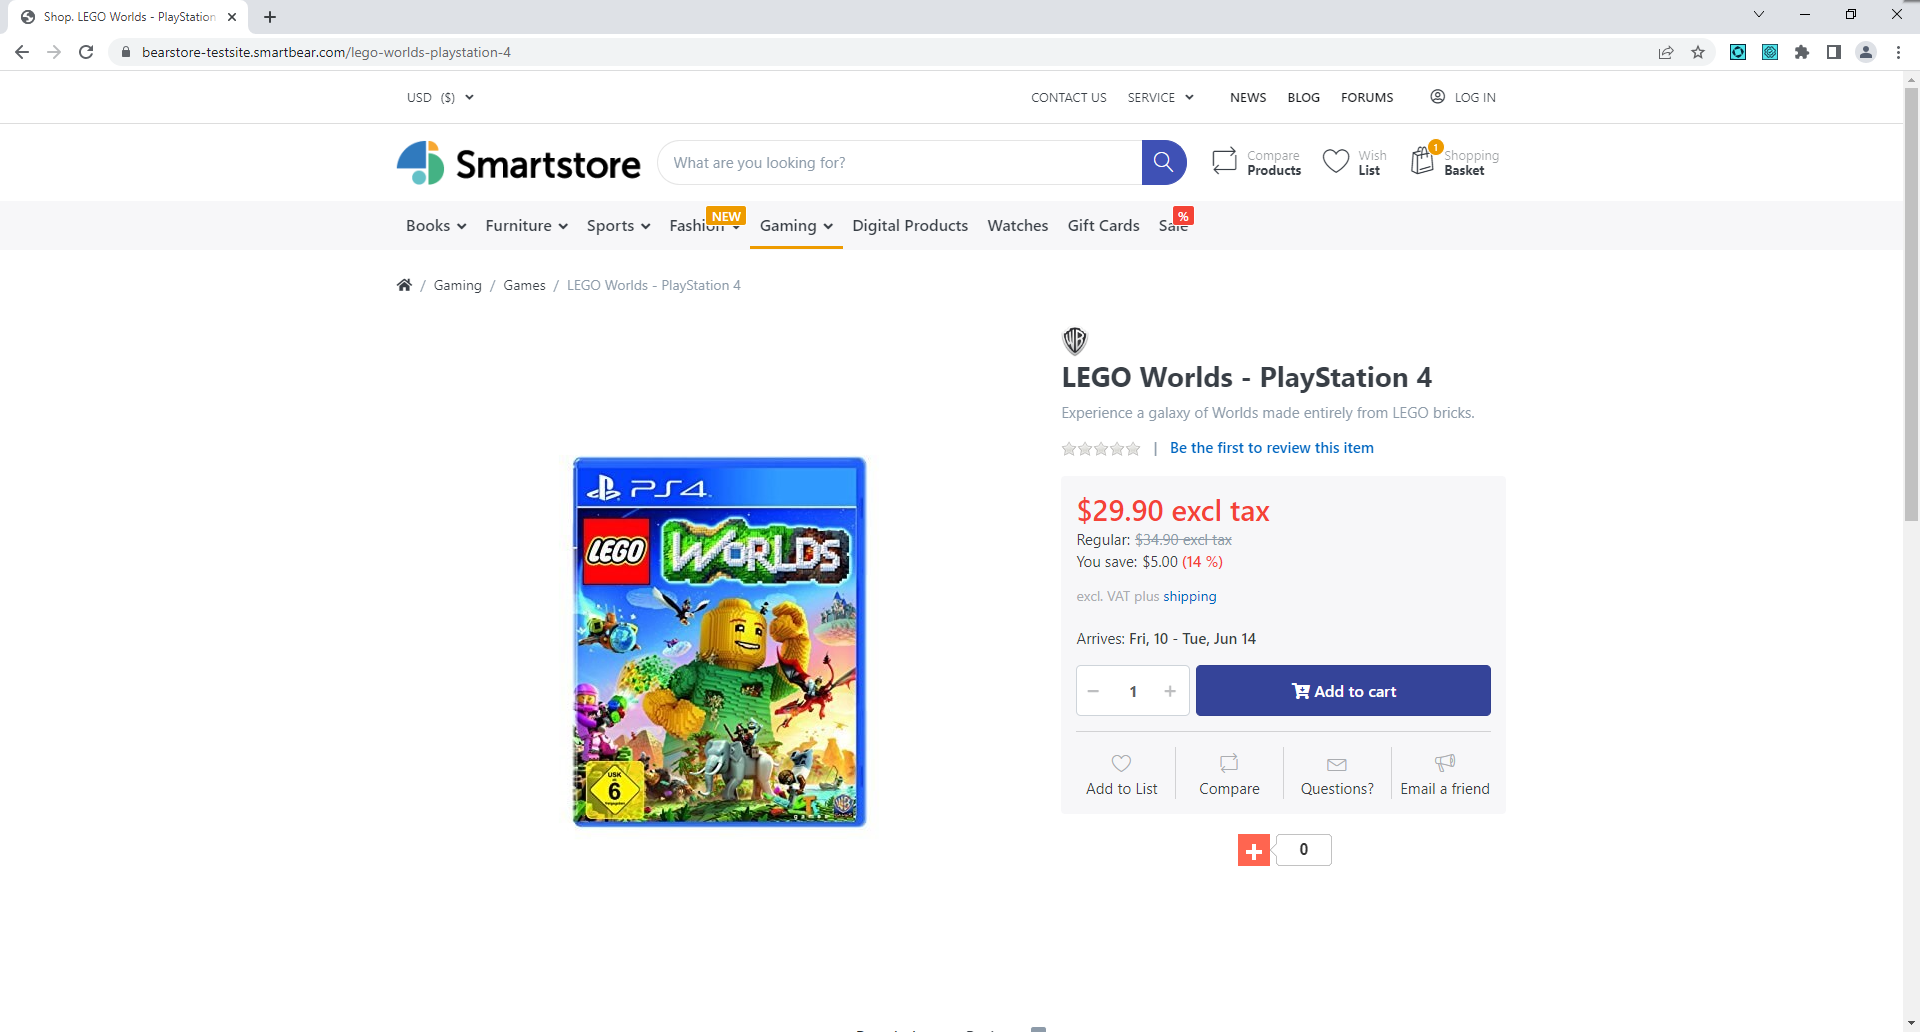 Shop. LEGO Worlds - PlayStation
bearstore-testsite.smartbear.com/lego-worlds-playstation-4
USD ($)
CONTACT US SERVICE NEWS BLOG FORUMS LOG IN
Smartstore
What are you looking for?
Compare Products
Wish List
1
Shopping Basket
Books Furniture Sports Fashion NEW Gaming Digital Products Watches Gift Cards Sale %
/ Gaming / Games / LEGO Worlds - PlayStation 4
WB
LEGO Worlds - PlayStation 4
Experience a galaxy of Worlds made entirely from LEGO bricks.
| Be the first to review this item
PS4
LEGO WORLDS
USK
ab
6
WB
$29.90 excl tax
Regular: $34.90 excl tax
You save: $5.00 (14 %)
excl. VAT plus shipping
Arrives: Fri, 10 - Tue, Jun 14
− 1 + Add to cart
Add to List Compare Questions? Email a friend
+ 0